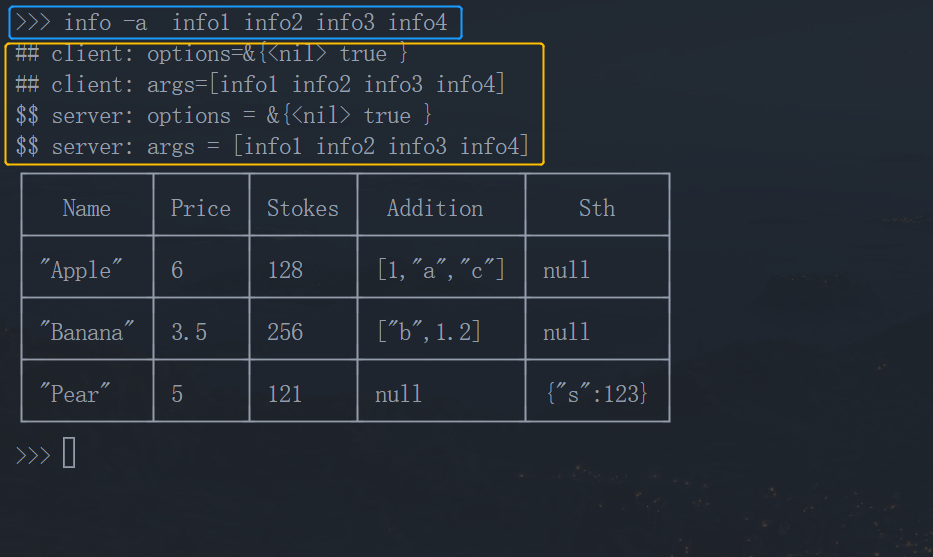 >>> info -a  info1 info2 info3 info4
## client: options=&{<nil> true }
## client: args=[info1 info2 info3 info4]
$$ server: options = &{<nil> true }
$$ server: args = [info1 info2 info3 info4]
Name Price Stokes Addition Sth
"Apple" 6 128 [1,"a","c"] null
"Banana" 3.5 256 ["b",1.2] null
"Pear" 5 121 null {"s":123}
>>>